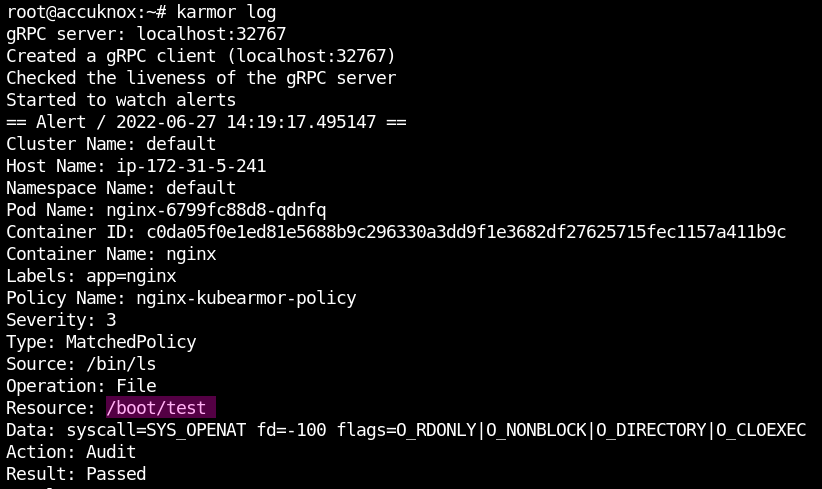 root@accuknox:~# karmor log
gRPC server: localhost:32767
Created a gRPC client (localhost:32767)
Checked the liveness of the gRPC server
Started to watch alerts
== Alert / 2022-06-27 14:19:17.495147 ==
Cluster Name: default
Host Name: ip-172-31-5-241
Namespace Name: default
Pod Name: nginx-6799fc88d8-qdnfq
Container ID: c0da05f0e1ed81e5688b9c296330a3dd9f1e3682df27625715fec1157a411b9c
Container Name: nginx
Labels: app=nginx
Policy Name: nginx-kubearmor-policy
Severity: 3
Type: MatchedPolicy
Source: /bin/ls
Operation: File
Resource: /boot/test
Data: syscall=SYS_OPENAT fd=-100 flags=O_RDONLY|O_NONBLOCK|O_DIRECTORY|O_CLOEXEC
Action: Audit
Result: Passed